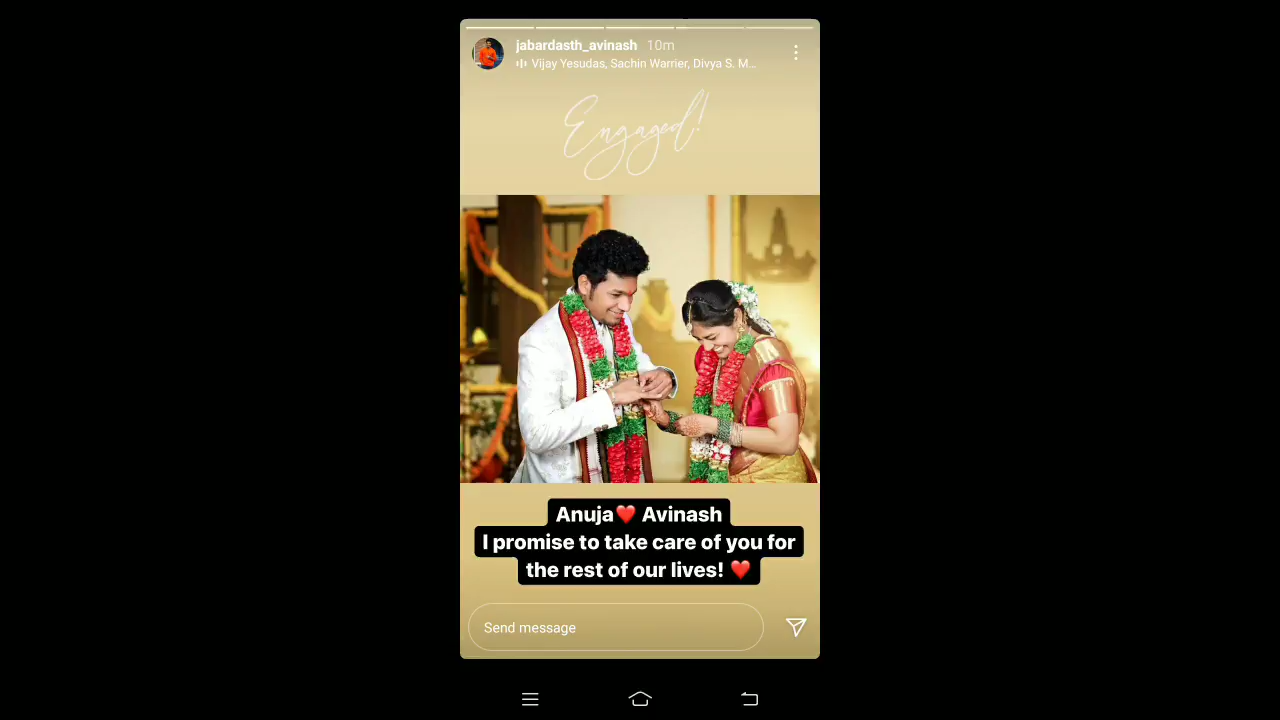 jabardasth_avinash 10m
Vijay Yesudas, Sachin Warrier, Divya S. M...
Engaged!
Anuja❤️ Avinash
I promise to take care of you for
the rest of our lives! ❤️
Send message